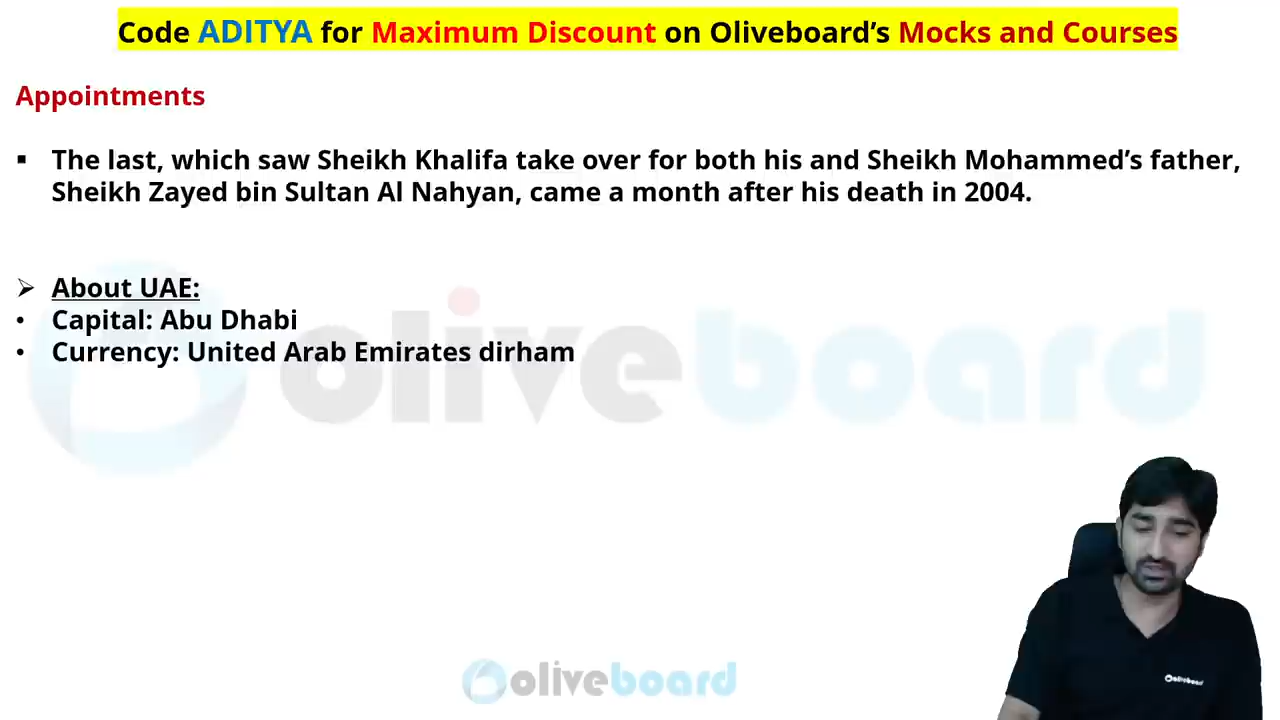 Code ADITYA for Maximum Discount on Oliveboard's Mocks and Courses
Appointments
▪ The last, which saw Sheikh Khalifa take over for both his and Sheikh Mohammed's father,
Sheikh Zayed bin Sultan Al Nahyan, came a month after his death in 2004.
➢ About UAE:
• Capital: Abu Dhabi
• Currency: United Arab Emirates dirham
oliveboard
oliveboard
oliveboard